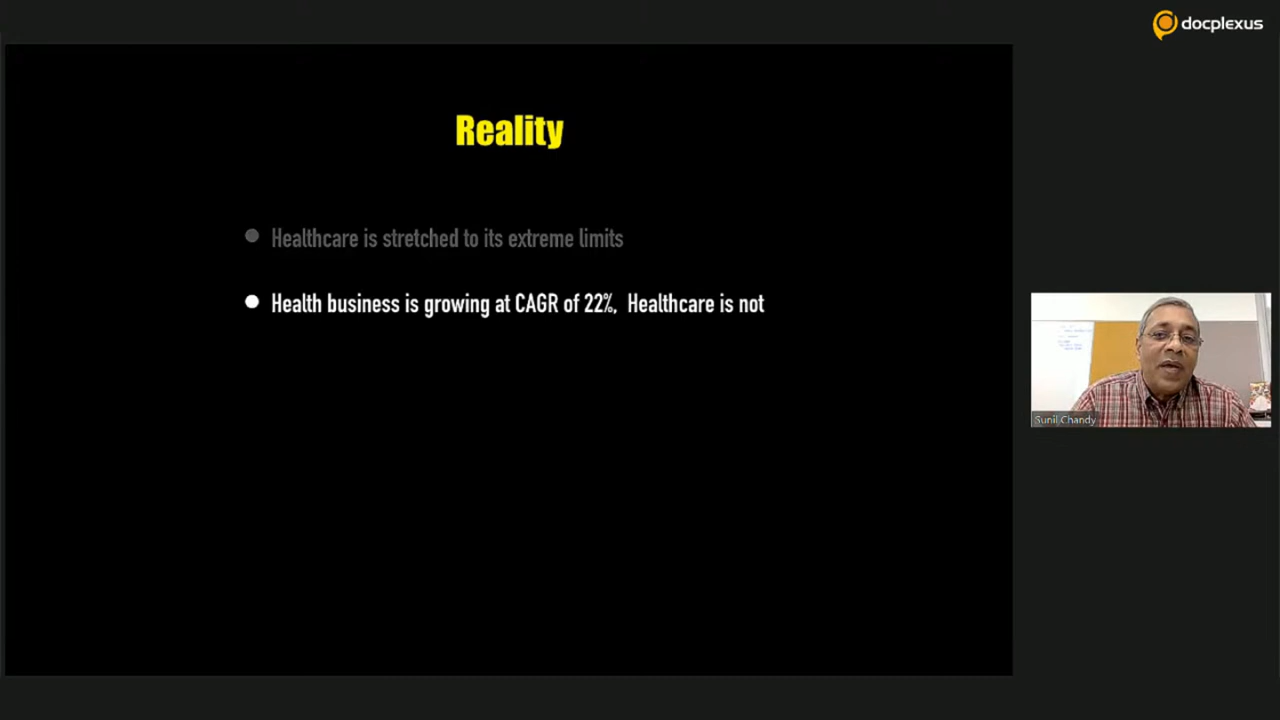 docplexus
Reality
Healthcare is stretched to its extreme limits
Health business is growing at CAGR of 22%, Healthcare is not
Sunil Chandy